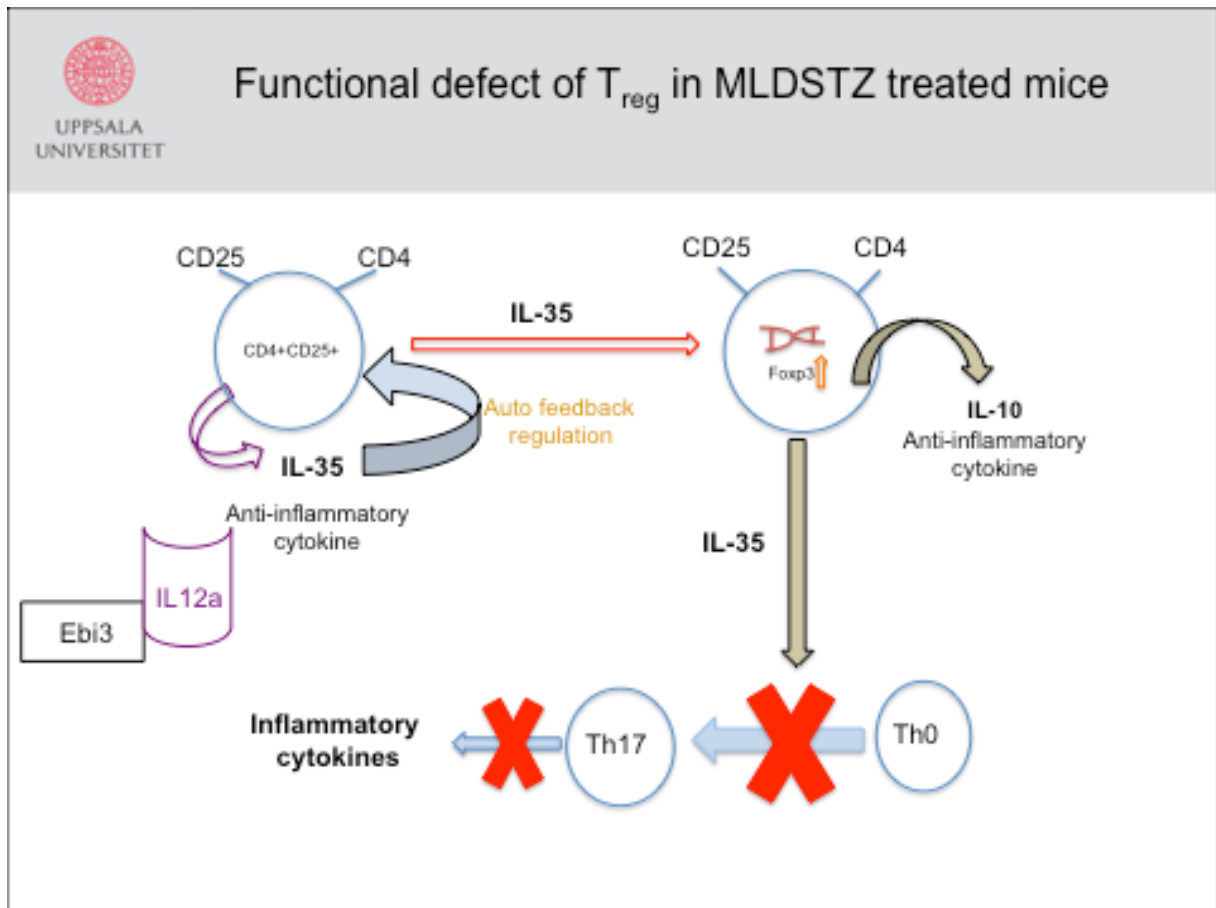 UPPSALA
UNIVERSITET
Functional defect of Treg in MLDSTZ treated mice
CD25
CD4
CD4+CD25+
IL-35
Auto feedback
regulation
IL-35
Anti-inflammatory
cytokine
IL12a
Ebi3
CD25
CD4
Foxp3
IL-10
Anti-inflammatory
cytokine
IL-35
Inflammatory
cytokines
Th17
Th0